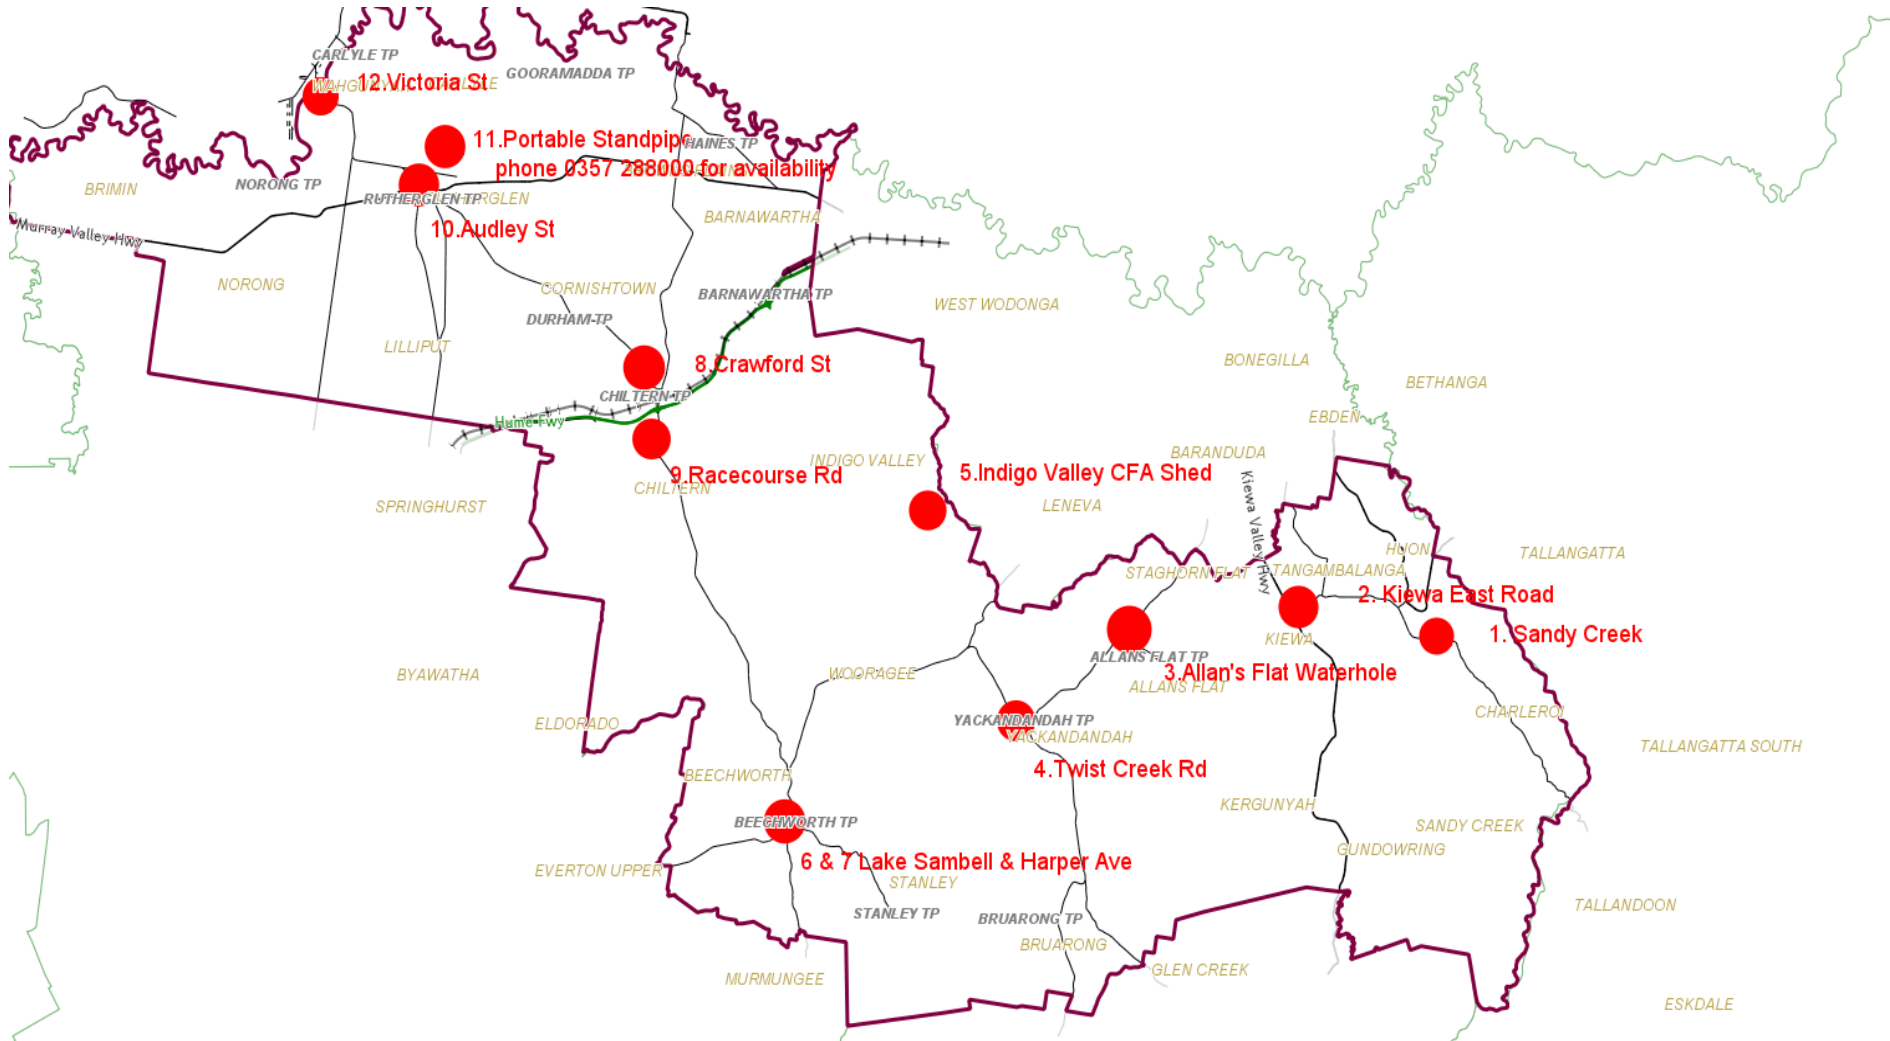 CARLYLE TP
GOORAMADDA TP
12.Victoria St
11.Portable Standpipe
HAINES TP
phone 0357 288000 for availability
BRIMIN
NORONG TP
RUTHERGLEN TP
BARNAWARTHA
10.Audley St
Murray Valley Hwy
NORONG
CORNISHTOWN
BARNAWARTHA TP
WEST WODONGA
DURHAM TP
LILLIPUT
8.Crawford St
BONEGILLA
BETHANGA
CHILTERN TP
EBDEN
Hume Fwy
BARANDUDA
INDIGO VALLEY
5.Indigo Valley CFA Shed
9.Racecourse Rd
CHILTERN
Kiewa Valley Hwy
SPRINGHURST
LENEVA
HUON
TALLANGATTA
STAGHORN FLAT
TANGAMBALANGA
2. Kiewa East Road
1. Sandy Creek
KIEWA
ALLANS FLAT TP
3.Allan's Flat Waterhole
BYAWATHA
WOORAGEE
ALLANS FLAT
CHARLEROI
YACKANDANDAH TP
ELDORADO
YACKANDANDAH
TALLANGATTA SOUTH
4.Twist Creek Rd
BEECHWORTH
KERGUNYAH
BEECHWORTH TP
SANDY CREEK
GUNDOWRING
6 & 7 Lake Sambell & Harper Ave
EVERTON UPPER
STANLEY
TALLANDOON
STANLEY TP
BRUARONG TP
BRUARONG
GLEN CREEK
MURMUNGEE
ESKDALE